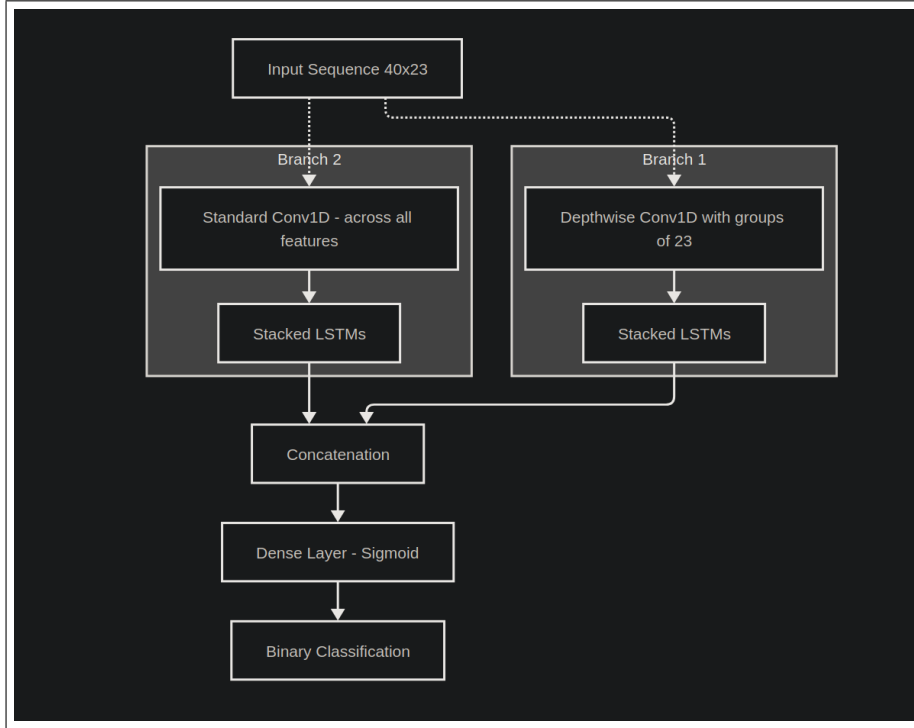 Input Sequence 40x23
Branch 2
Branch 1
Standard Conv1D - across all
features
Depthwise Conv1D with groups
of 23
Stacked LSTMs
Stacked LSTMs
Concatenation
Dense Layer - Sigmoid
Binary Classification